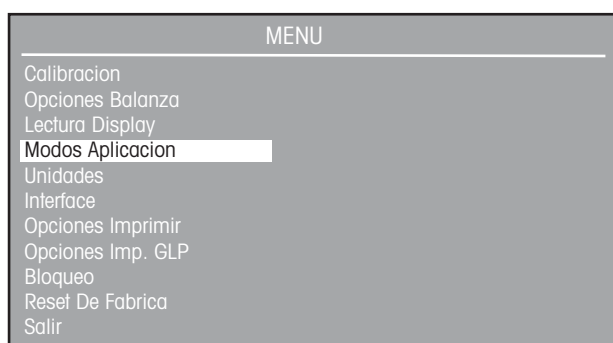 MENU
Calibracion
Opciones Balanza
Lectura Display
Modos Aplicacion
Unidades
Interface
Opciones Imprimir
Opciones Imp. GLP
Bloqueo
Reset De Fabrica
Salir